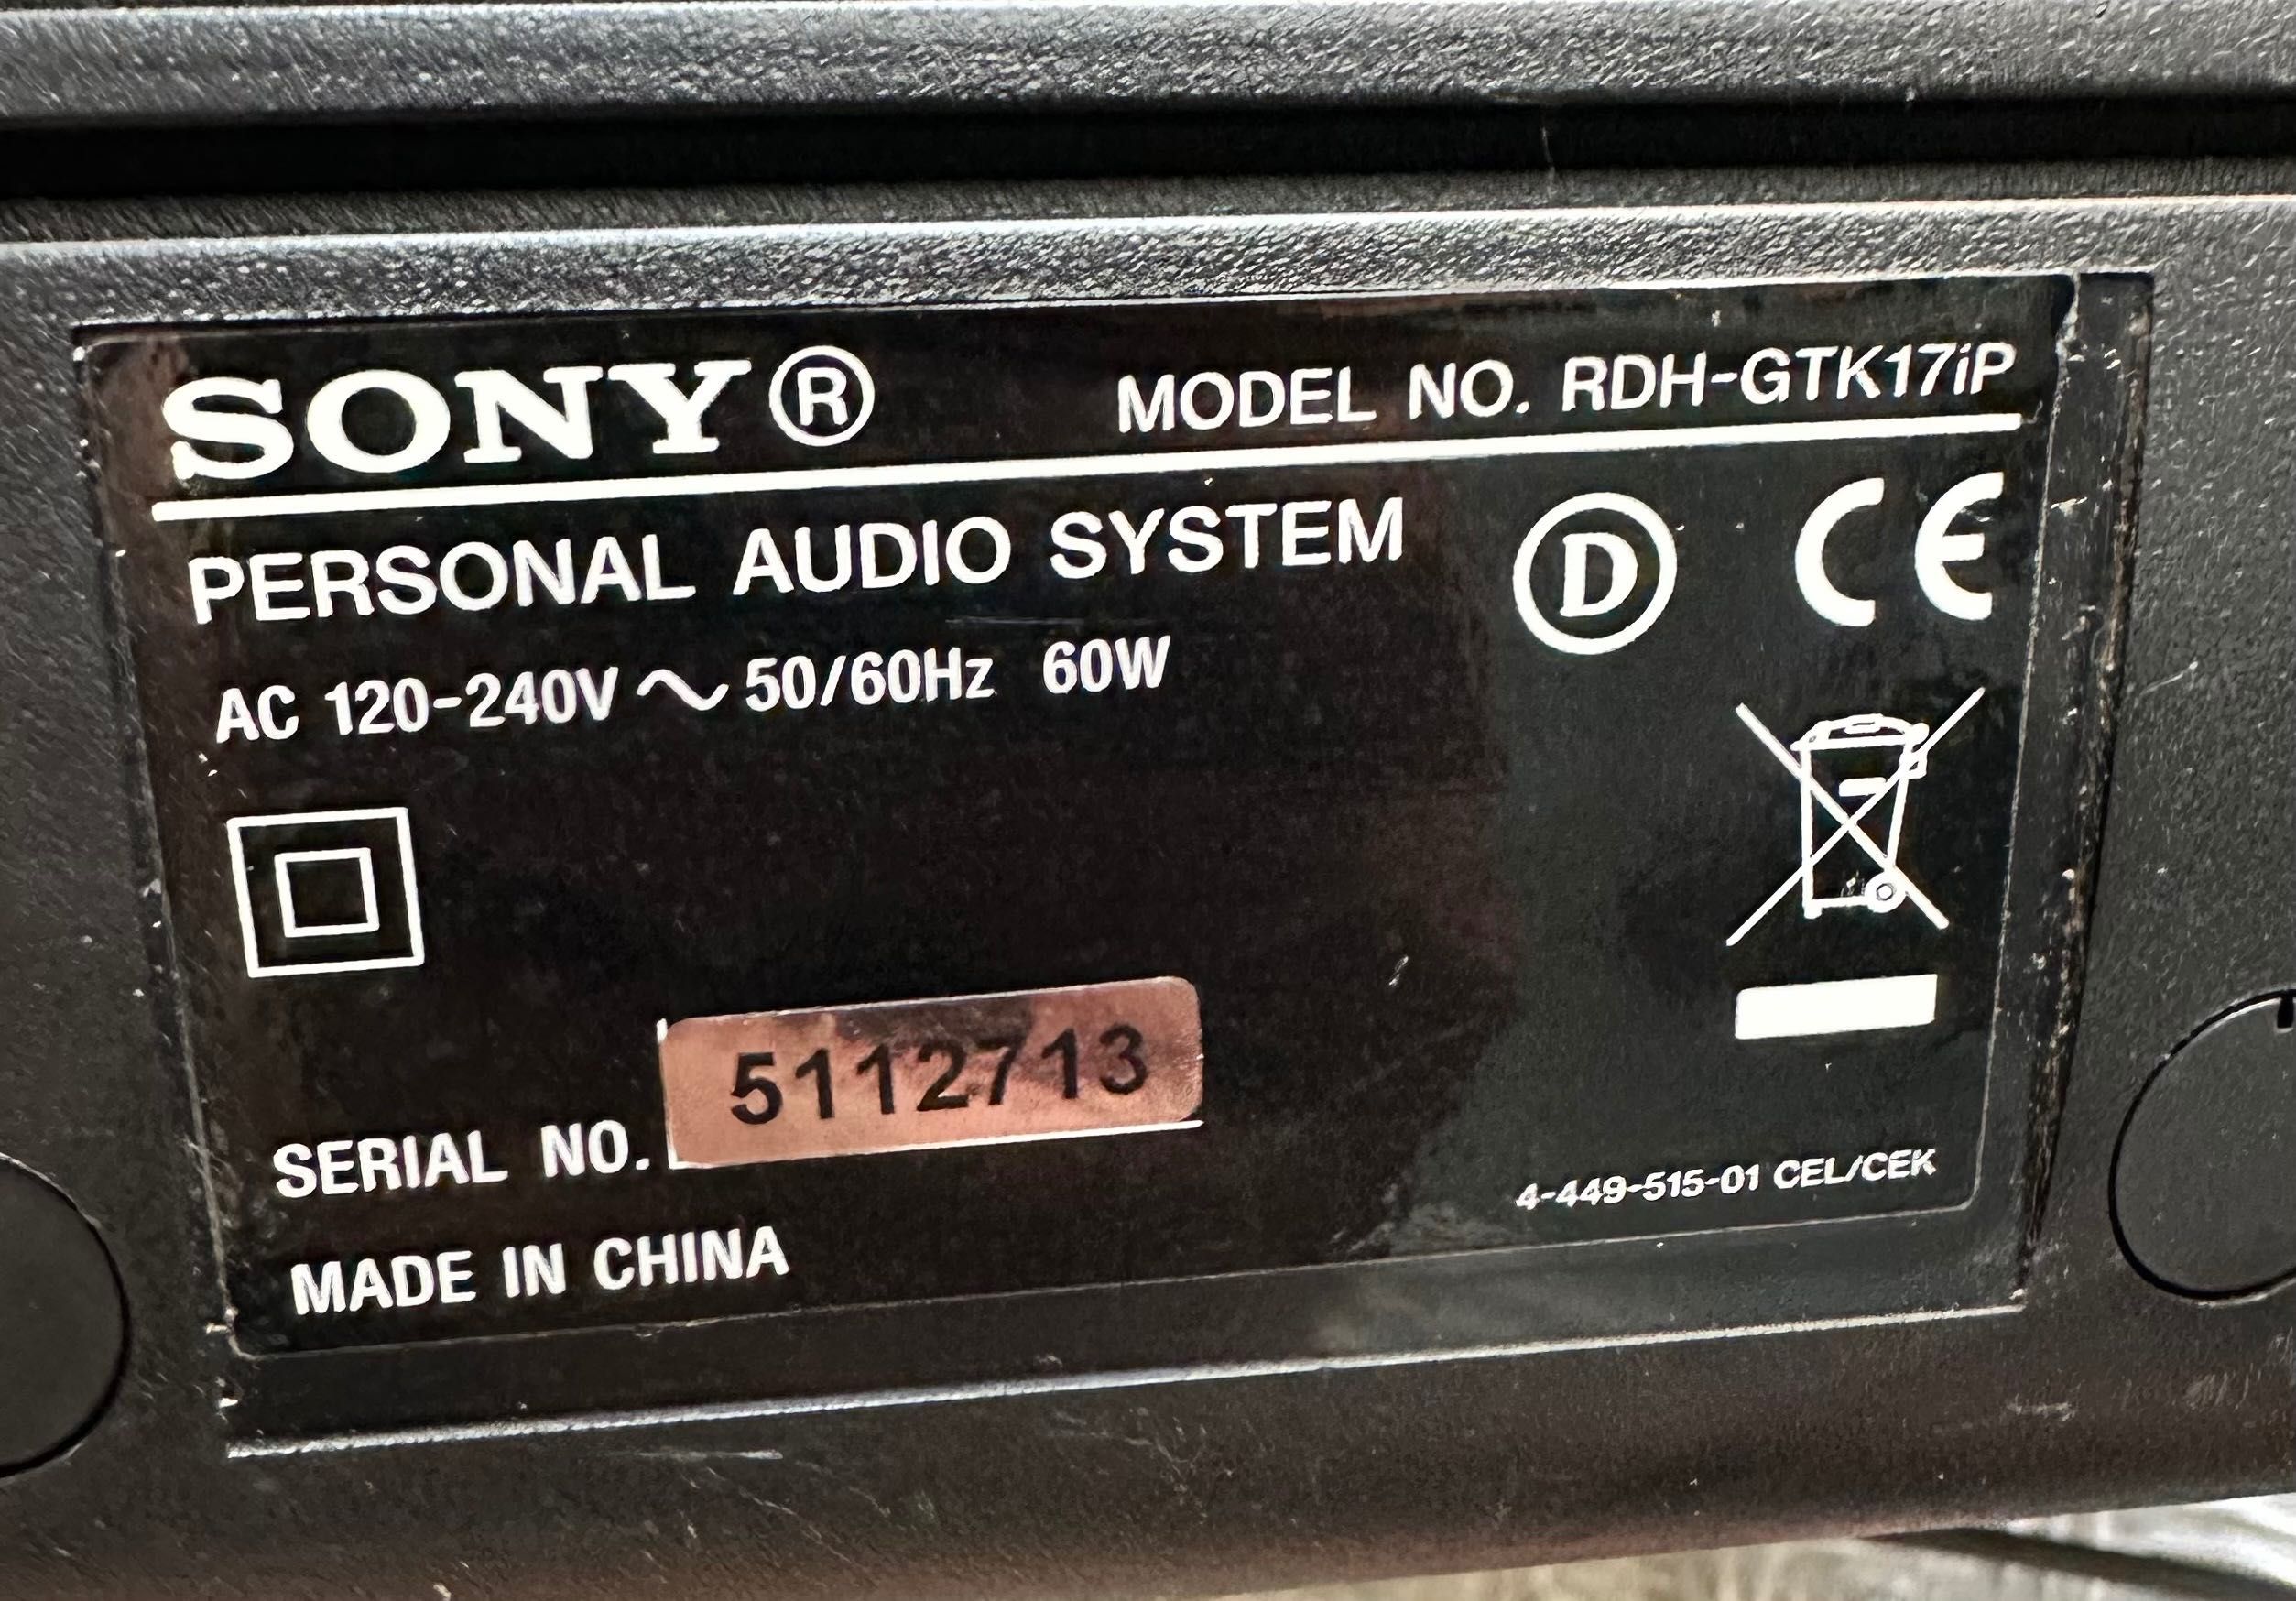 SONY® MODEL NO. RDH-GTK17iP
PERSONAL AUDIO SYSTEM D CE
AC 120-240V ~ 50/60Hz 60W
SERIAL NO. 5112713
4-449-515-01 CEL/CEK
MADE IN CHINA